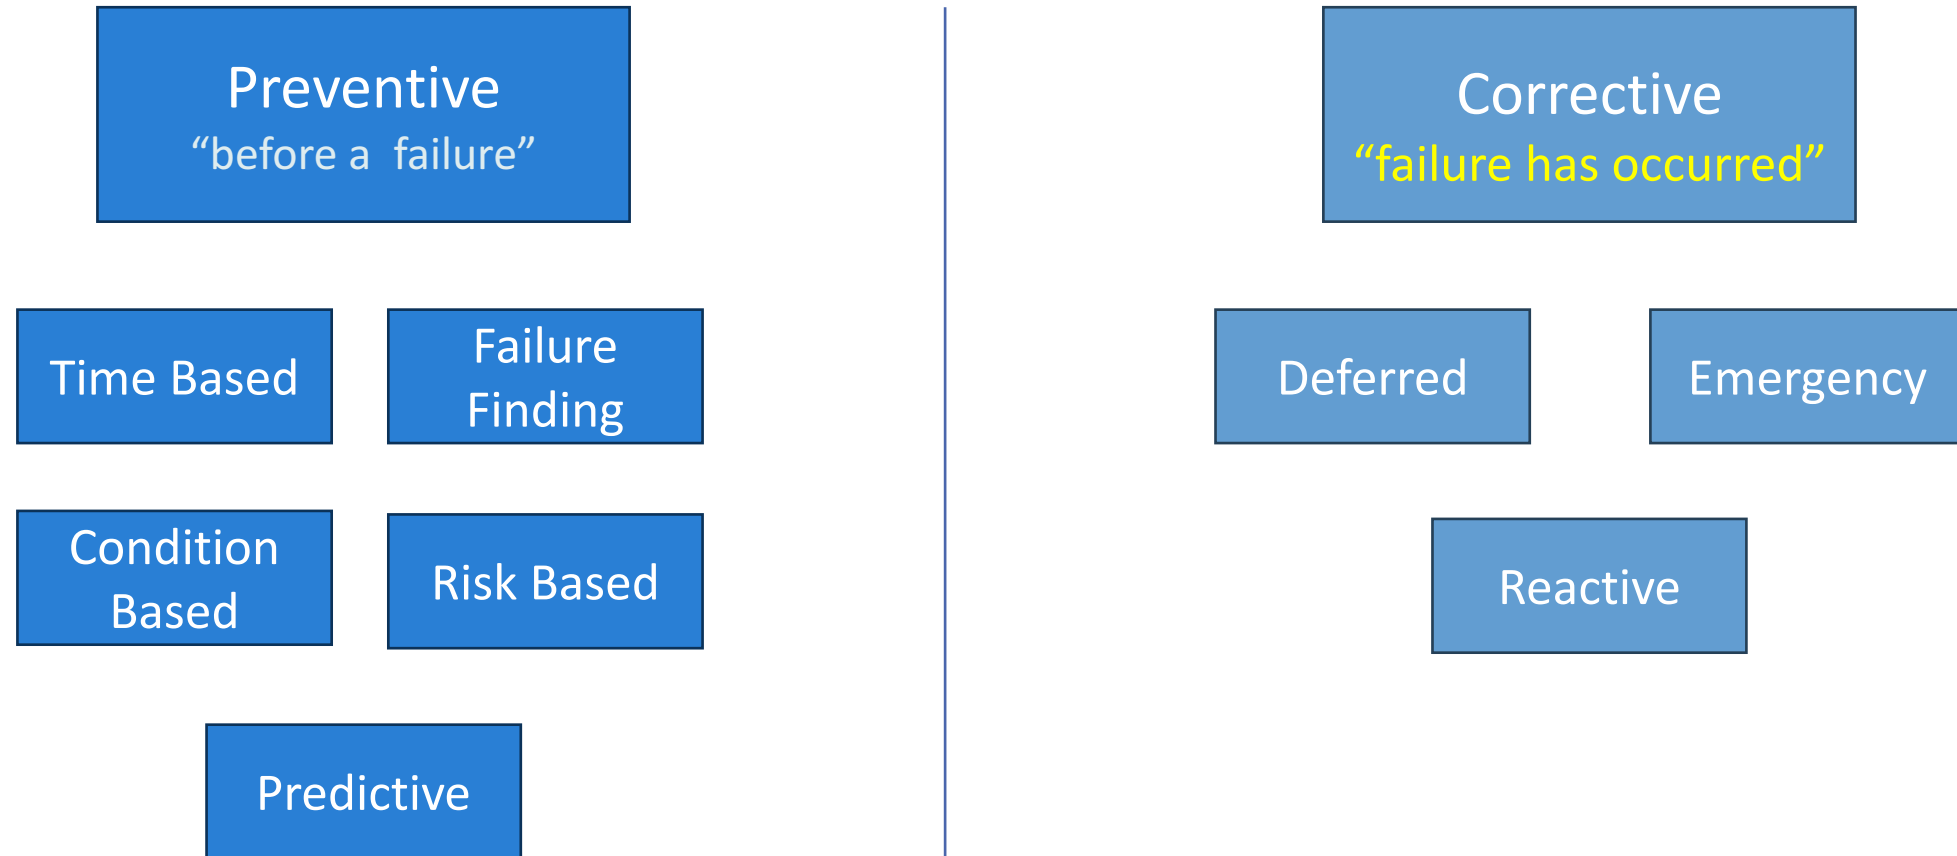 Preventive
“before a  failure”
Corrective
“failure has occurred”
Time Based
Failure
Finding
Deferred
Emergency
Condition
Based
Risk Based
Reactive
Predictive